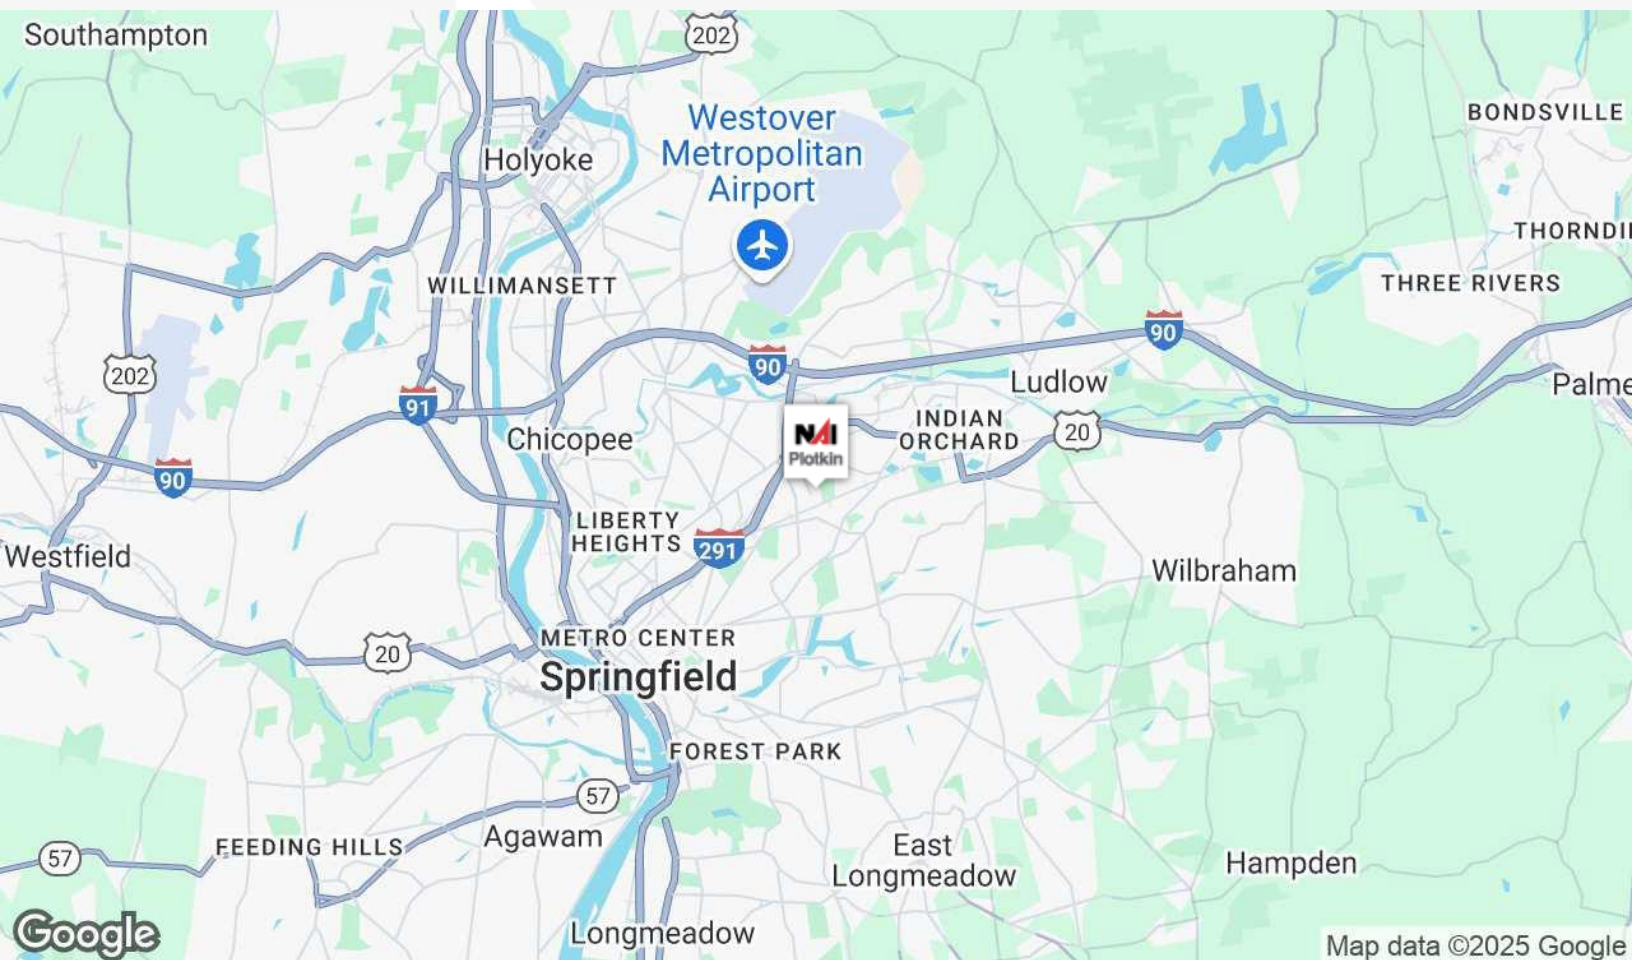 Southampton
202
Westover
Metropolitan
Airport
BONDSVILLE
Holyoke
THORNDI
WILLIMANSETT
THREE RIVERS
90
202
90
Ludlow
Palme
91
INDIAN
ORCHARD
20
NAI
Plotkin
Chicopee
90
LIBERTY
HEIGHTS
291
Westfield
Wilbraham
METRO CENTER
20
Springfield
FOREST PARK
57
Agawam
FEEDING HILLS
57
East
Longmeadow
Hampden
Google
Longmeadow
Map data ©2025 Google